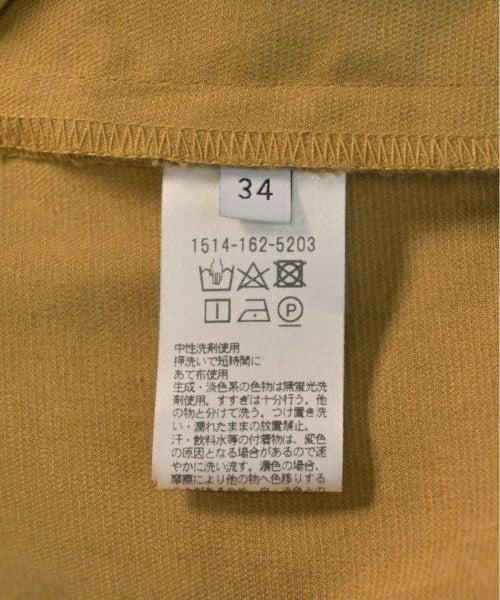 34
1514-162-5203
P
中性洗剤使用
押洗いで短時間に
あて布使用
生成・淡色系の色物は無蛍光洗
剤使用。すすぎは十分行う。他
の物と分けて洗う。つけ置き洗
い・濡れたままの放置禁止。
汗・飲料水等の付着物は、変色
の原因となる場合があるので速
やかに洗い流す。濃色の場合、
摩擦により他の物へ色移りする